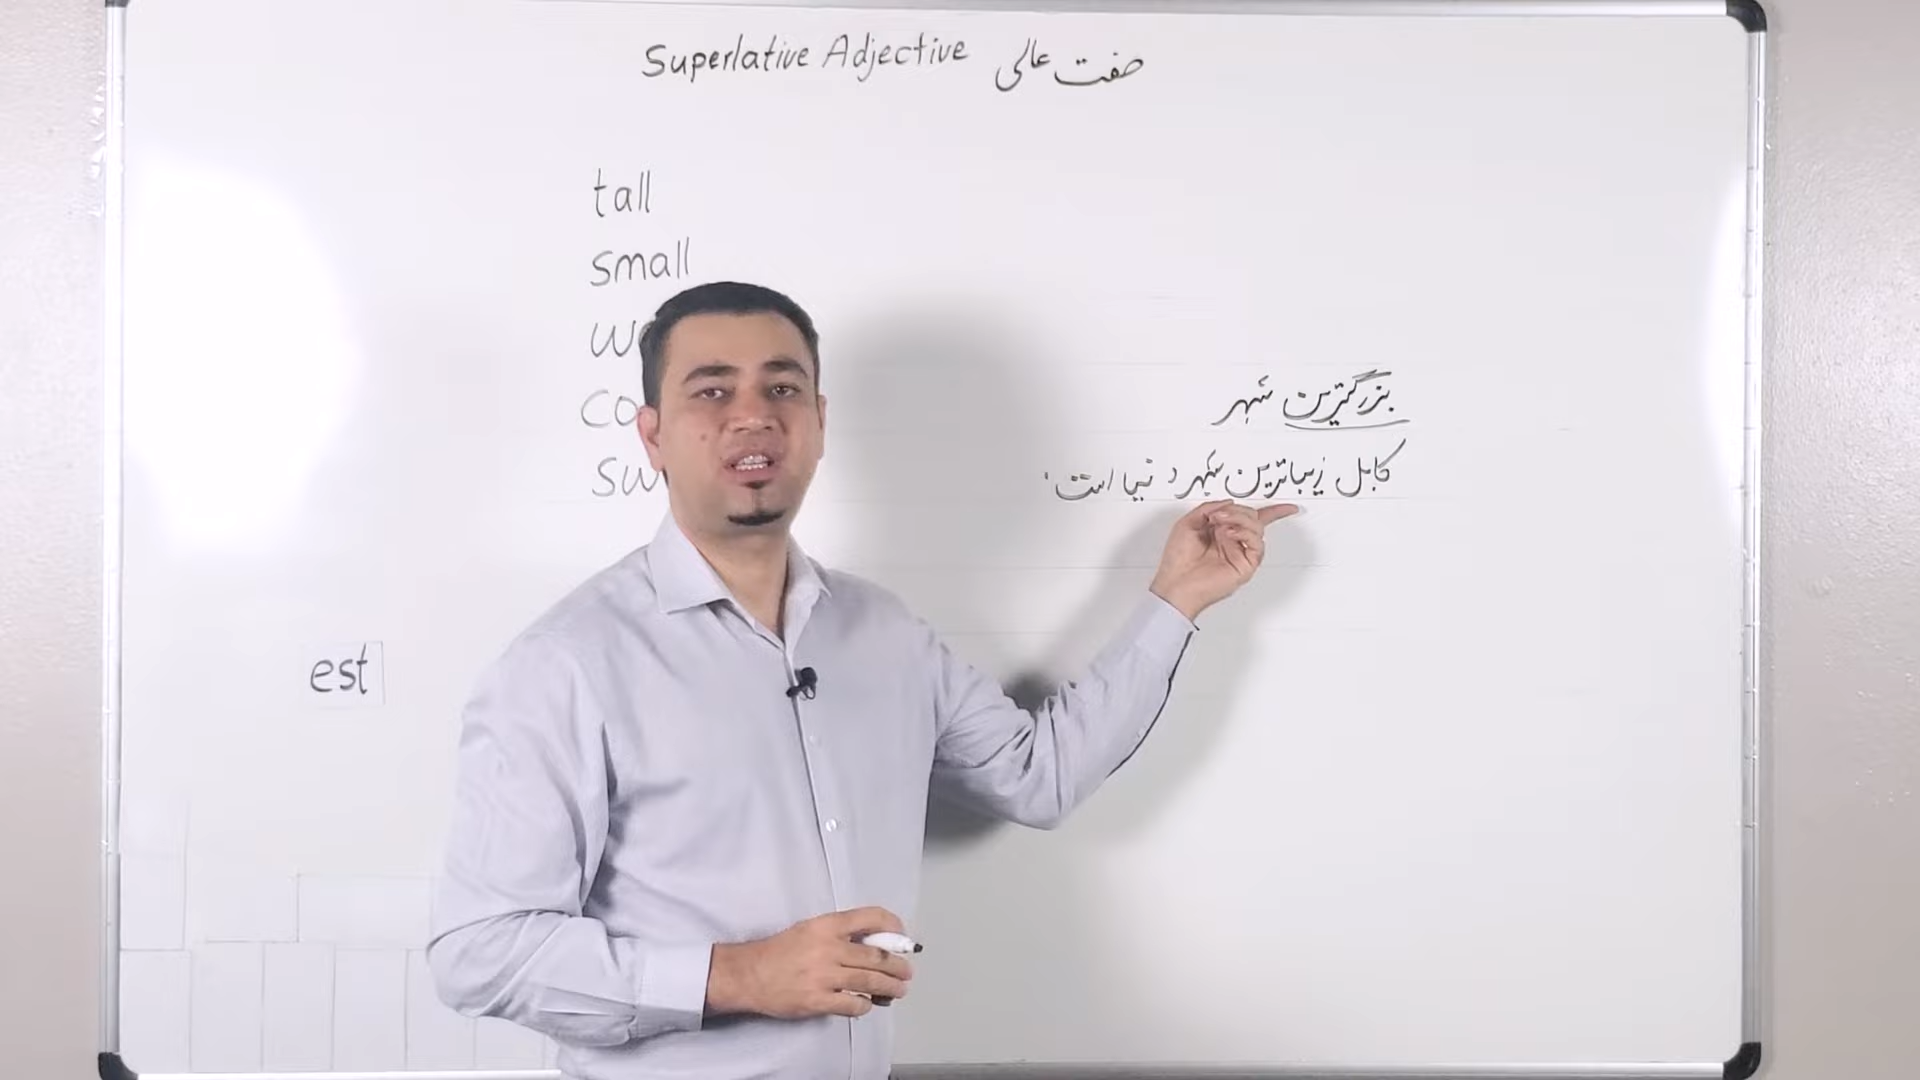 Superlative Adjective صفت عالی
tall
small
بزرگترین شهر
کابل زیباترین شهر دنیا است.
est